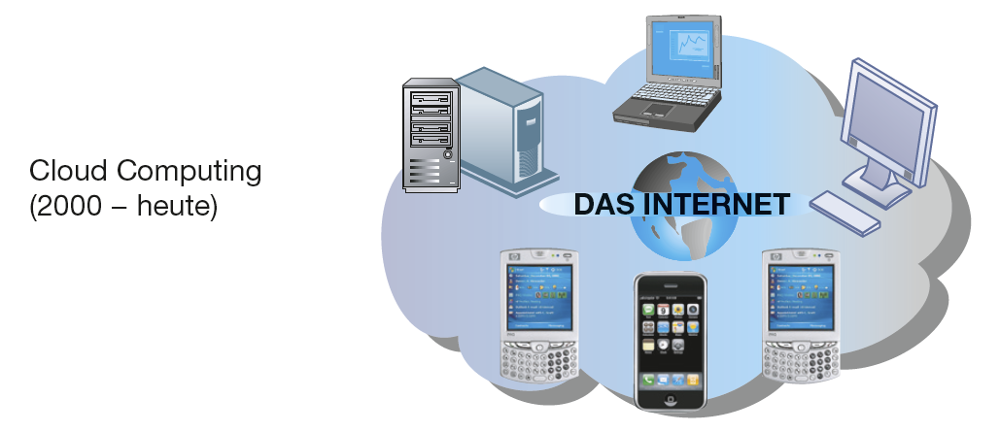 Cloud Computing
(2000 – heute)
DAS INTERNET